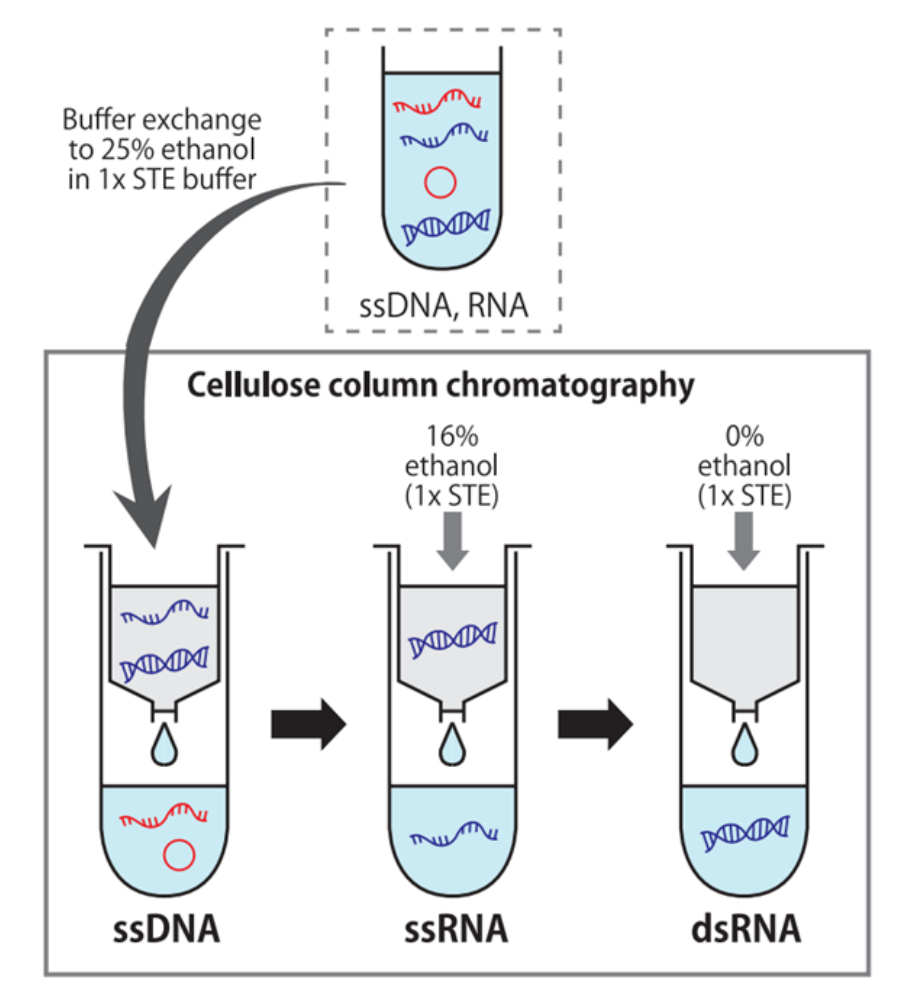 Buffer exchange
to 25% ethanol
in 1x STE buffer
ssDNA, RNA
Cellulose column chromatography
16%
ethanol
(1x STE)
0%
ethanol
(1x STE)
ssDNA
ssRNA
dsRNA